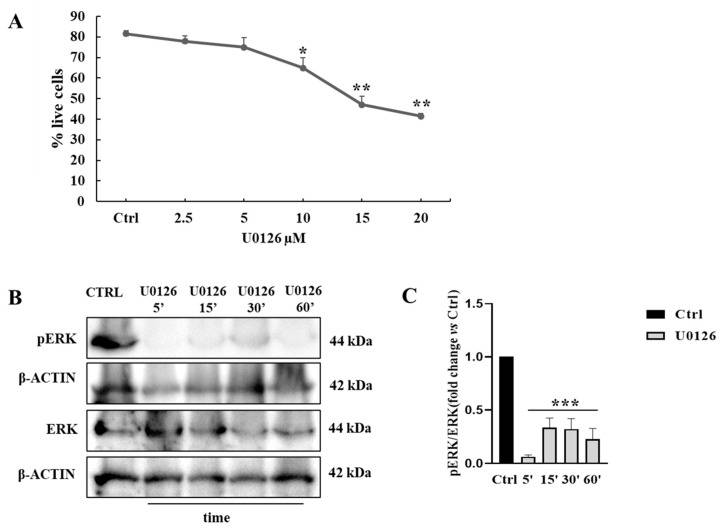 A
90
80
70
60
50
40
30
20
10
0
% live cells
*
**
**
Ctrl 2.5 5 10 15 20
U0126 µM
B
CTRL U0126 U0126 U0126 U0126
5’ 15’ 30’ 60’
pERK 44 kDa
β-ACTIN 42 kDa
ERK 44 kDa
β-ACTIN 42 kDa
time
C
pERK/ERK(fold change vs Ctrl)
1.5
1.0
0.5
0.0
***
Ctrl 5' 15' 30' 60'
Ctrl
U0126